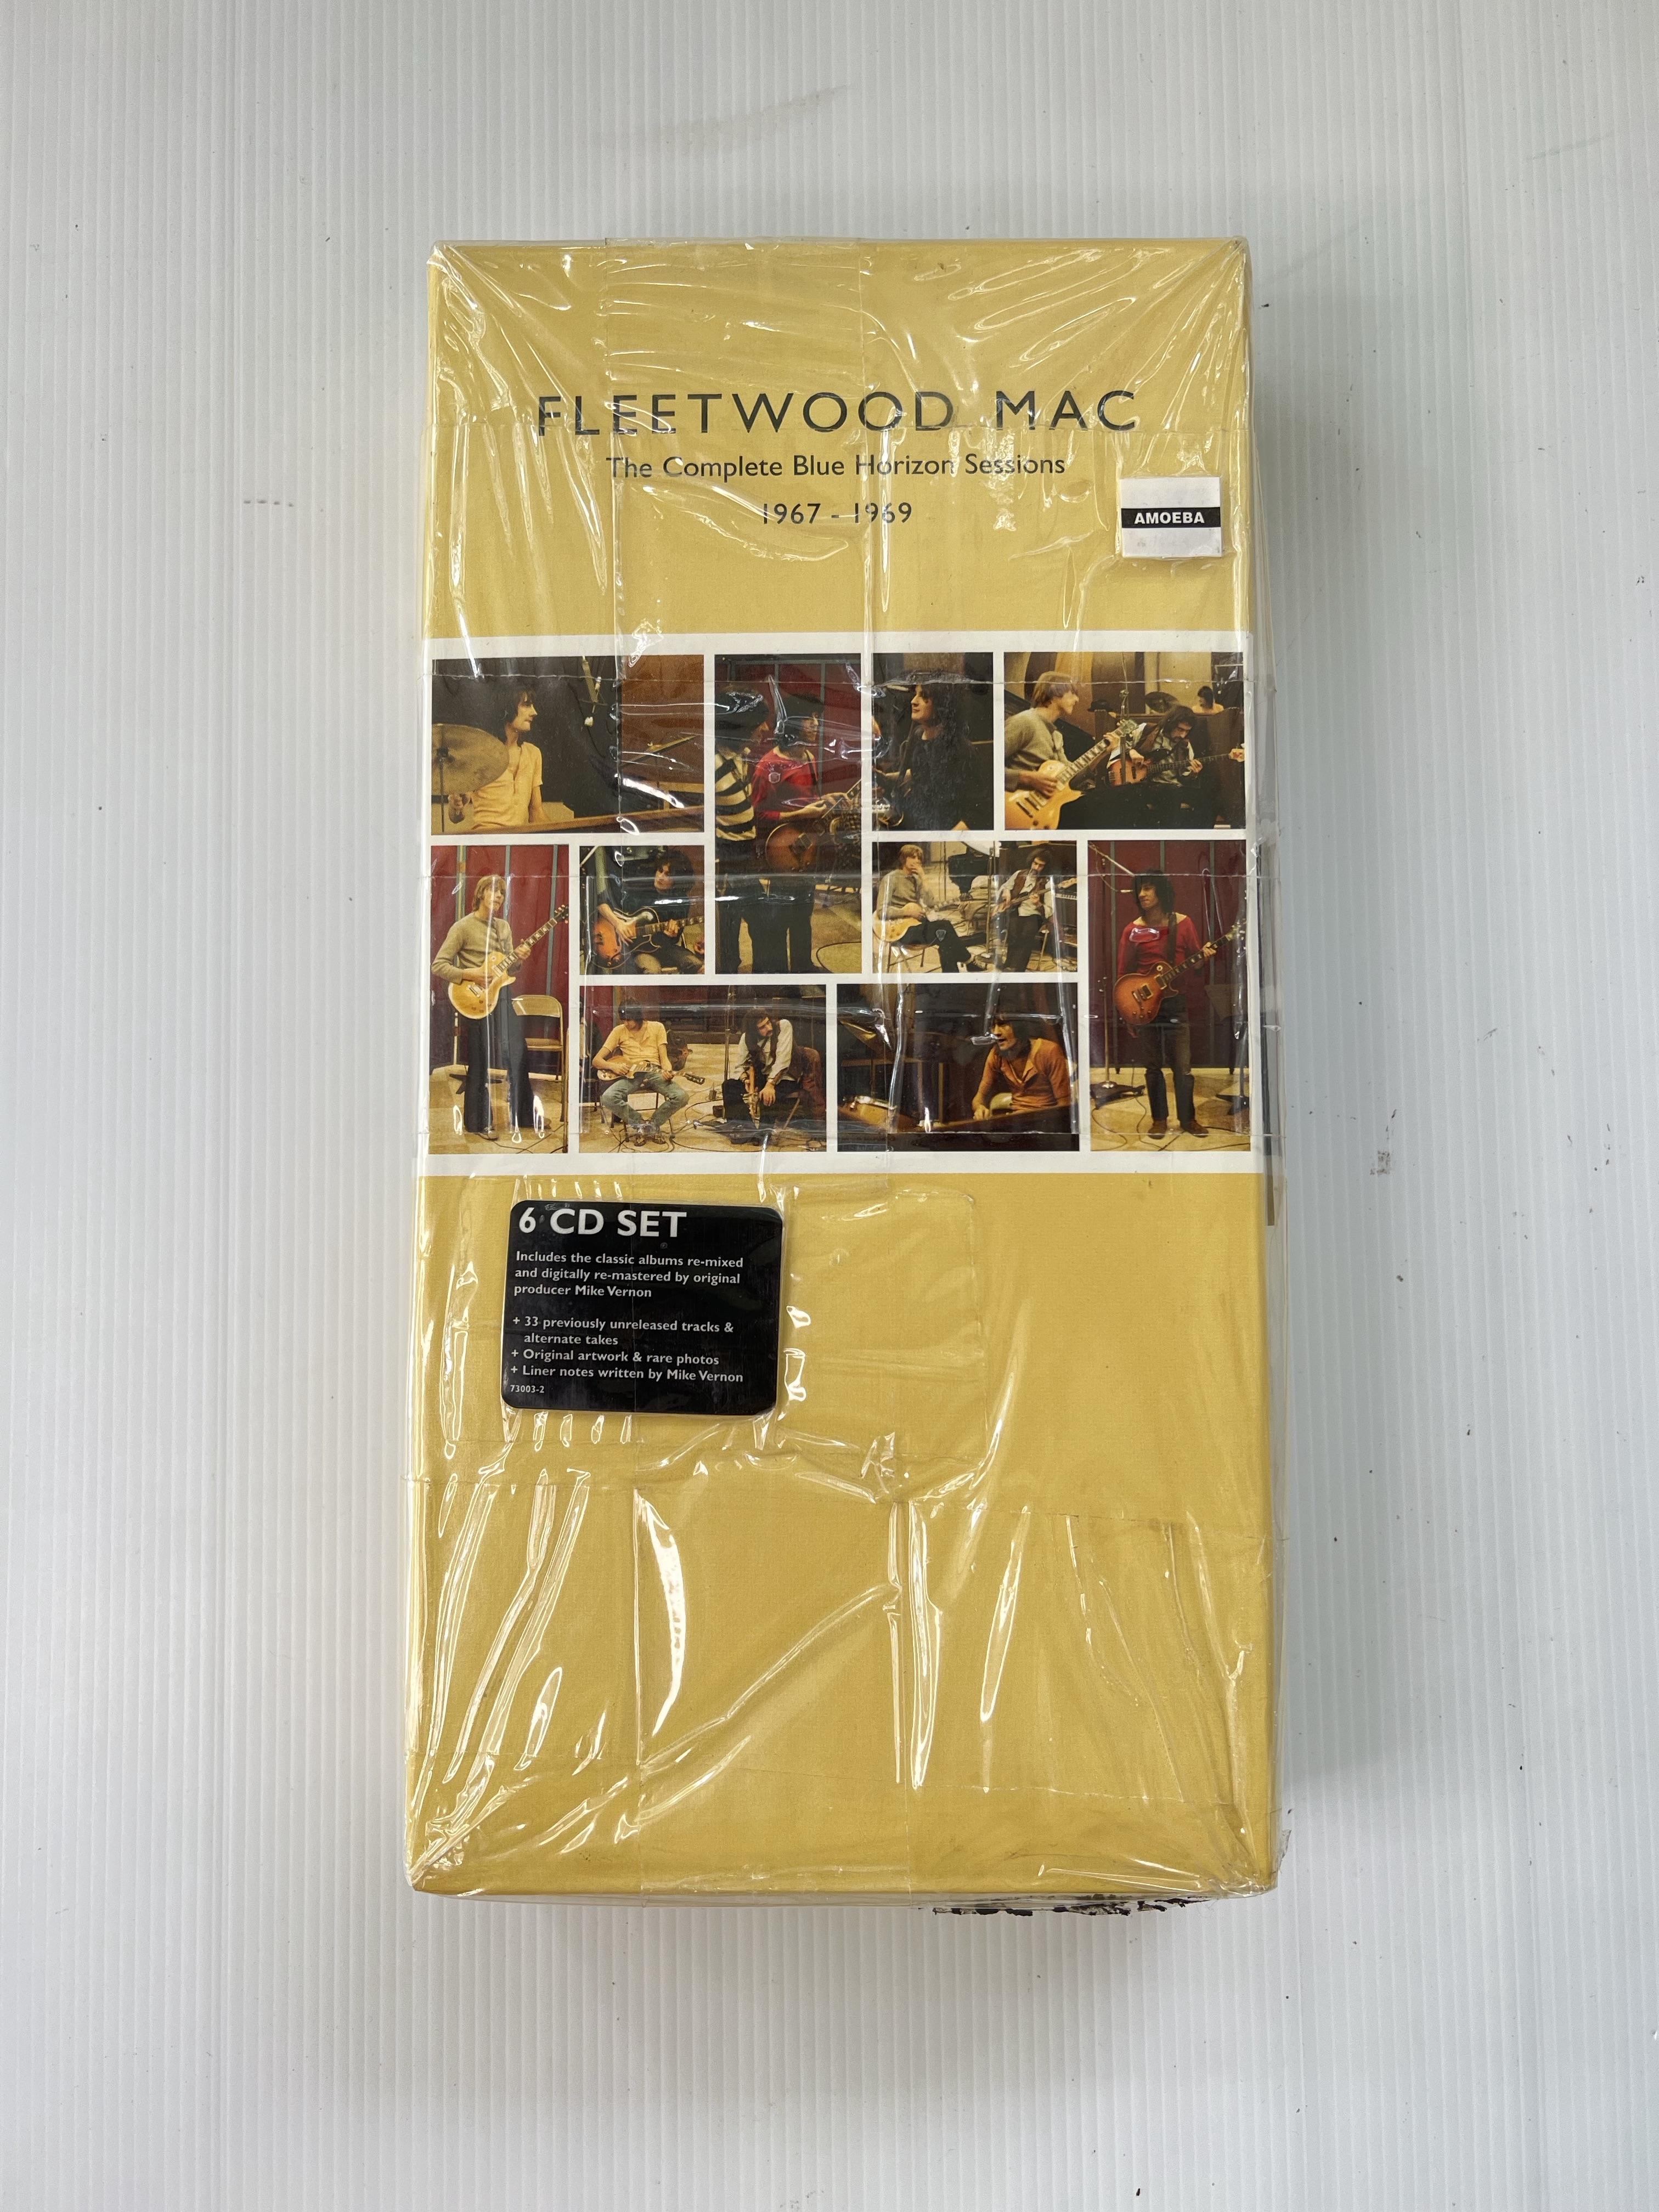 FLEETWOOD MAC
The Complete Blue Horizon Sessions
1967 - 1969
AMOEBA
6 CD SET
Includes the classic albums re-mixed
and digitally re-mastered by original
producer Mike Vernon
+ 33 previously unreleased tracks &
alternate takes
+ Original artwork & rare photos
+ Liner notes written by Mike Vernon
73003-2